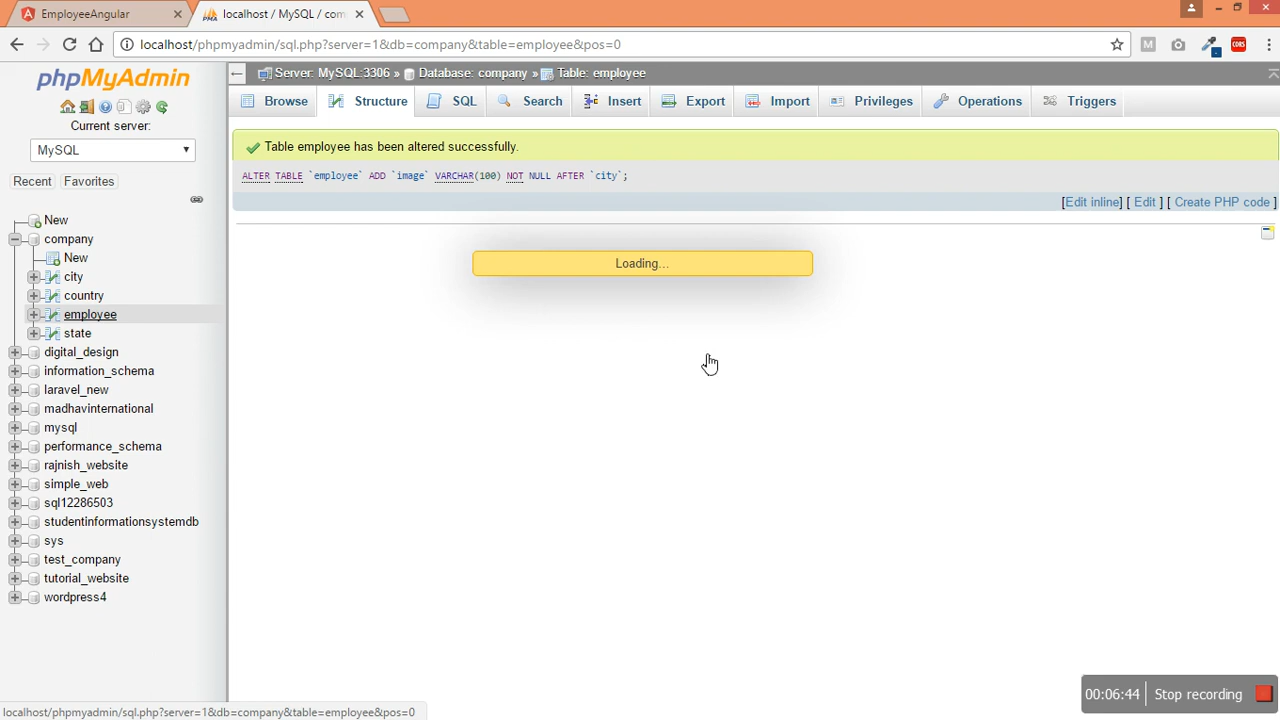 EmployeeAngular
localhost / MySQL / com
localhost/phpmyadmin/sql.php?server=1&db=company&table=employee&pos=0
M
CORS
phpMyAdmin
Current server:
MySQL
Recent
Favorites
New
company
New
city
country
employee
state
digital_design
information_schema
laravel_new
madhavinternational
mysql
performance_schema
rajnish_website
simple_web
sql12286503
studentinformationsystemdb
sys
test_company
tutorial_website
wordpress4
Server: MySQL:3306 » Database: company » Table: employee
Browse
Structure
SQL
Search
Insert
Export
Import
Privileges
Operations
Triggers
Table employee has been altered successfully.
ALTER TABLE `employee` ADD `image` VARCHAR(100) NOT NULL AFTER `city`;
[Edit inline] [ Edit ] [ Create PHP code ]
Loading...
00:06:44
Stop recording
localhost/phpmyadmin/sql.php?server=1&db=company&table=employee&pos=0